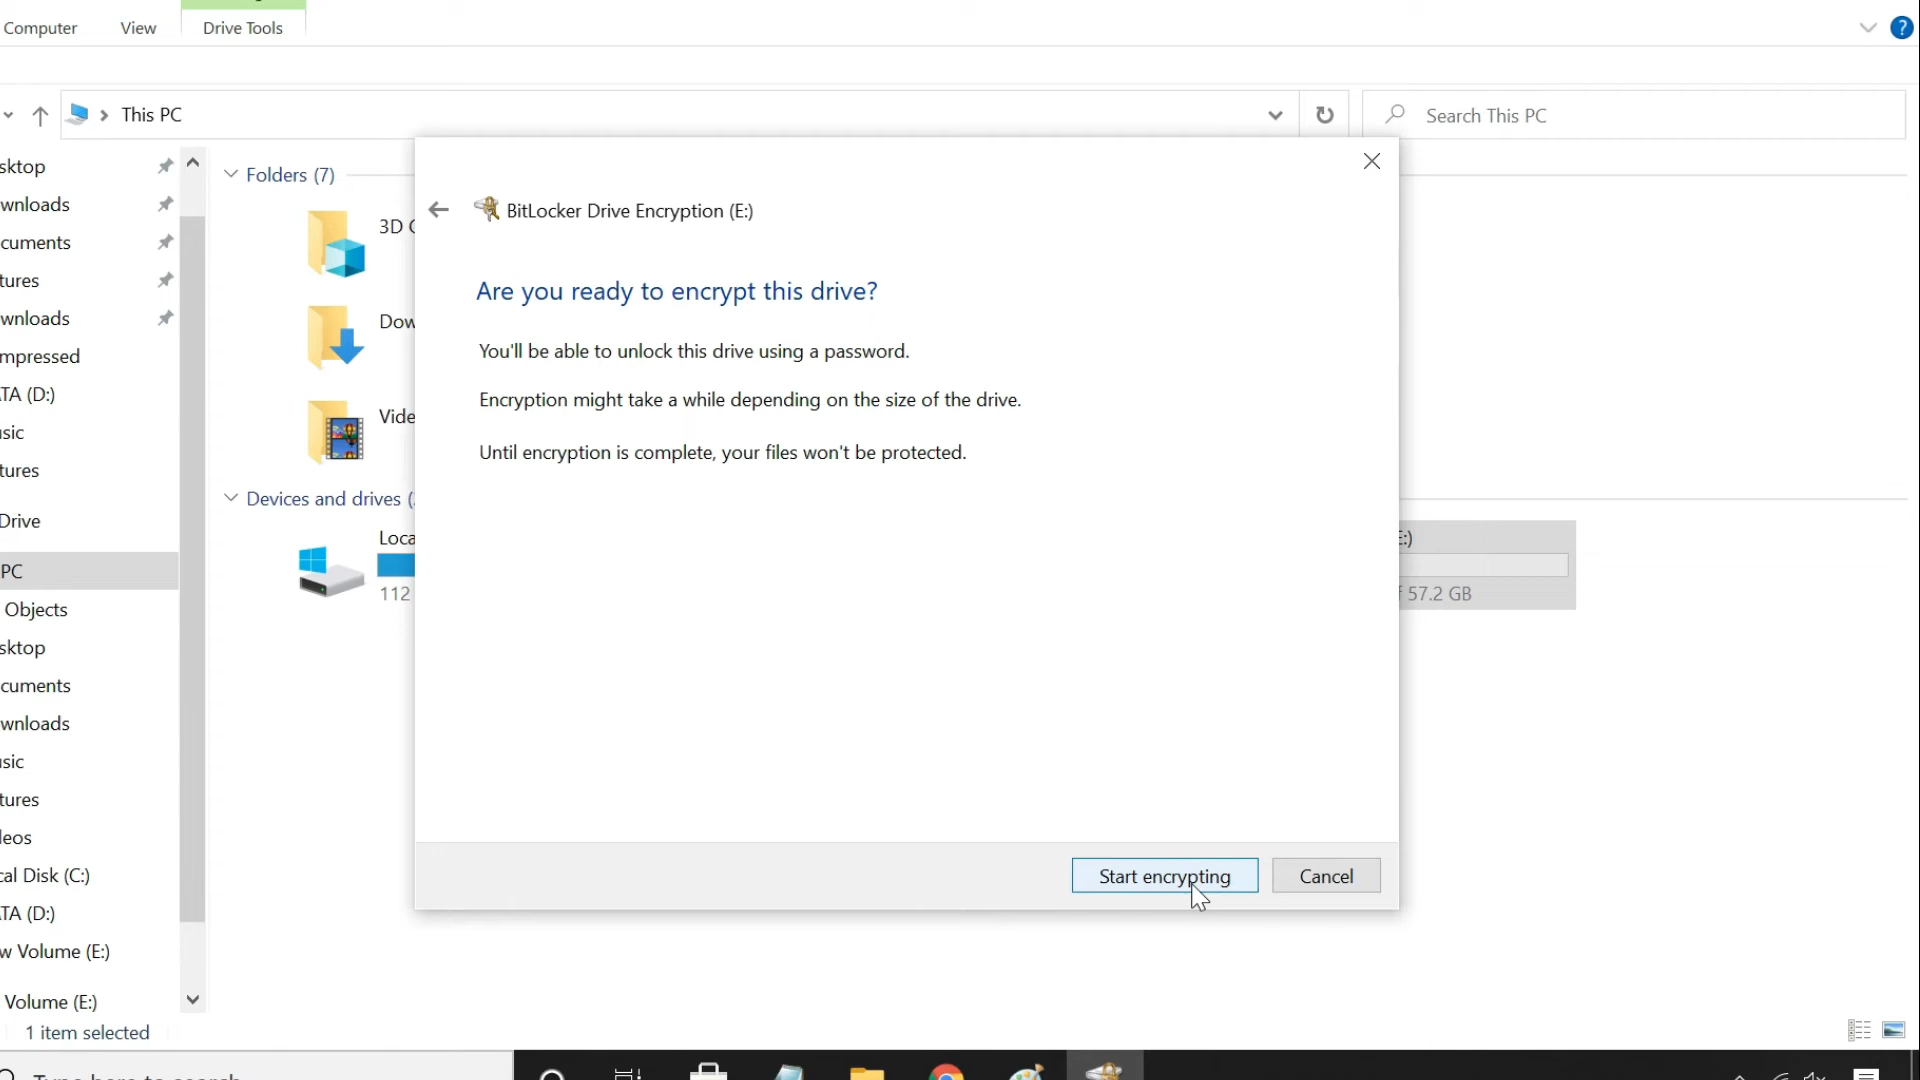 Computer
View
Drive Tools
?
This PC
Search This PC
sktop
wnloads
cuments
tures
wnloads
mpressed
TA (D:)
sic
tures
Drive
PC
Objects
sktop
cuments
wnloads
sic
tures
leos
cal Disk (C:)
TA (D:)
w Volume (E:)
Volume (E:)
1 item selected
Folders (7)
3D
Dow
Vide
Devices and drives (
Loca
112
BitLocker Drive Encryption (E:)
Are you ready to encrypt this drive?
You'll be able to unlock this drive using a password.
Encryption might take a while depending on the size of the drive.
Until encryption is complete, your files won't be protected.
Start encrypting
Cancel
E:)
57.2 GB
Type here to search